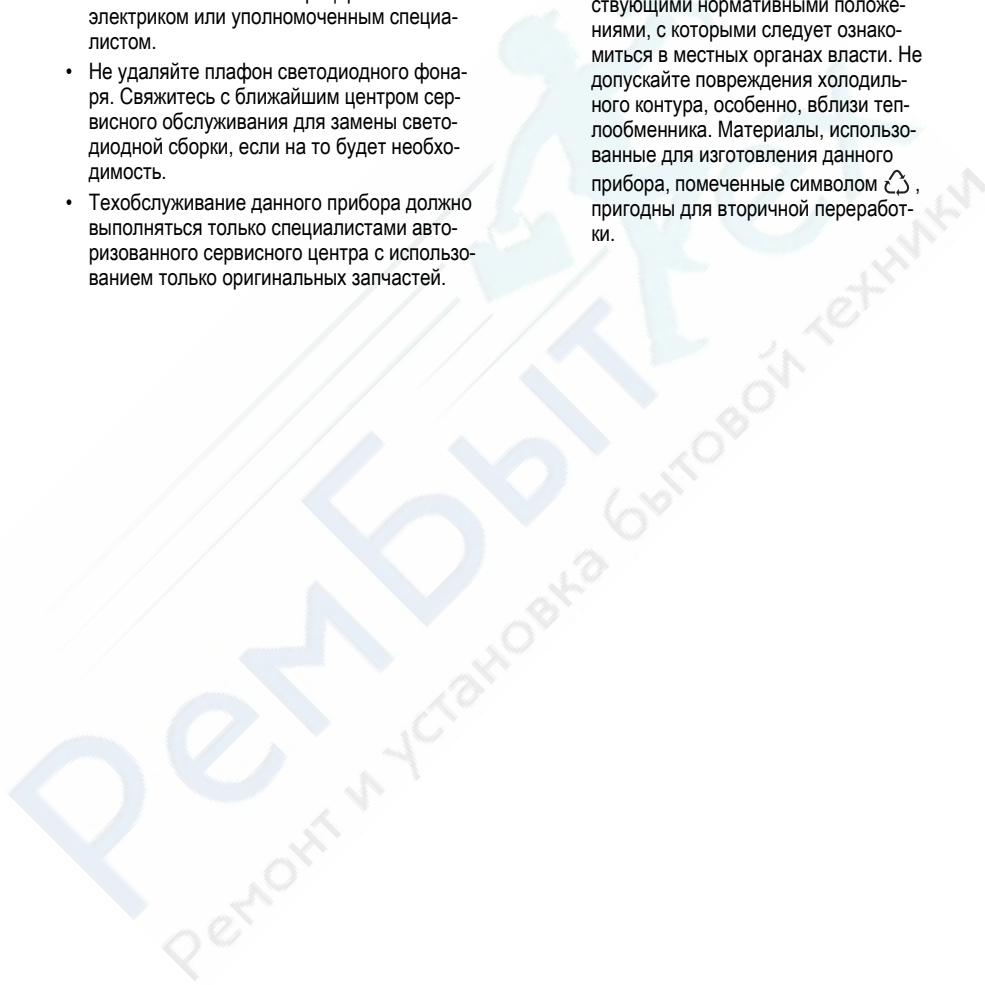 электриком или уполномоченным специа-
листом.
• Не удаляйте плафон светодиодного фона-
ря. Свяжитесь с ближайшим центром сер-
висного обслуживания для замены свето-
диодной сборки, если на то будет необхо-
димость.
• Техобслуживание данного прибора должно
выполняться только специалистами авто-
ризованного сервисного центра с использо-
ванием только оригинальных запчастей.
ствующими нормативными положе-
ниями, с которыми следует ознако-
миться в местных органах власти. Не
допускайте повреждения холодиль-
ного контура, особенно, вблизи теп-
лообменника. Материалы, использо-
ванные для изготовления данного
прибора, помеченные символом ,
пригодны для вторичной переработ-
ки.
РемБытТех
Ремонт и установка бытовой техники